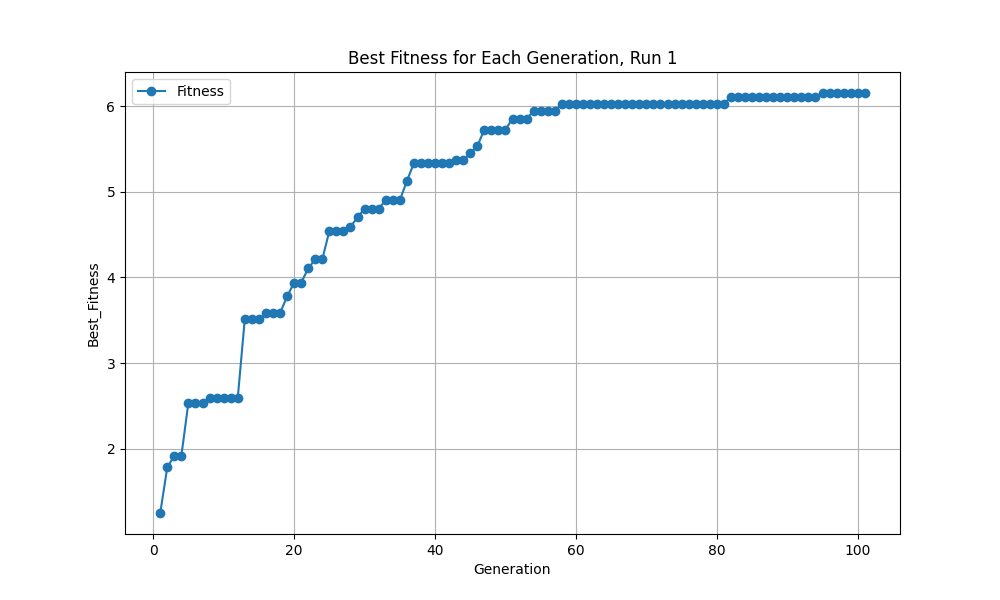 Best Fitness for Each Generation, Run 1
Fitness
6
5
4
3
2
Best_Fitness
0 20 40 60 80 100
Generation